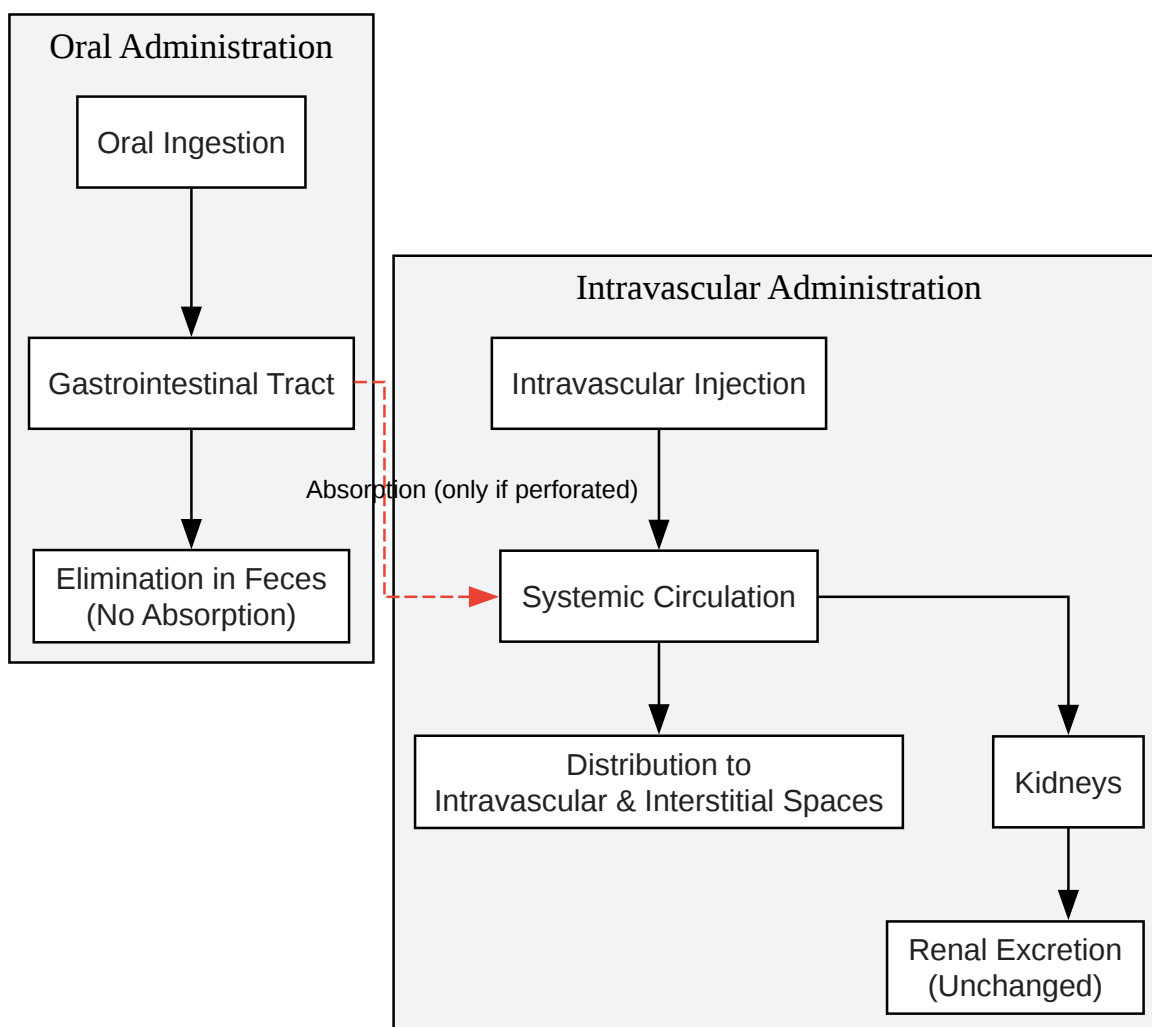 Oral Administration
Oral Ingestion
Gastrointestinal Tract
Elimination in Feces
(No Absorption)
Absorption (only if perforated)
Intravascular Administration
Intravascular Injection
Systemic Circulation
Distribution to
Intravascular & Interstitial Spaces
Kidneys
Renal Excretion
(Unchanged)